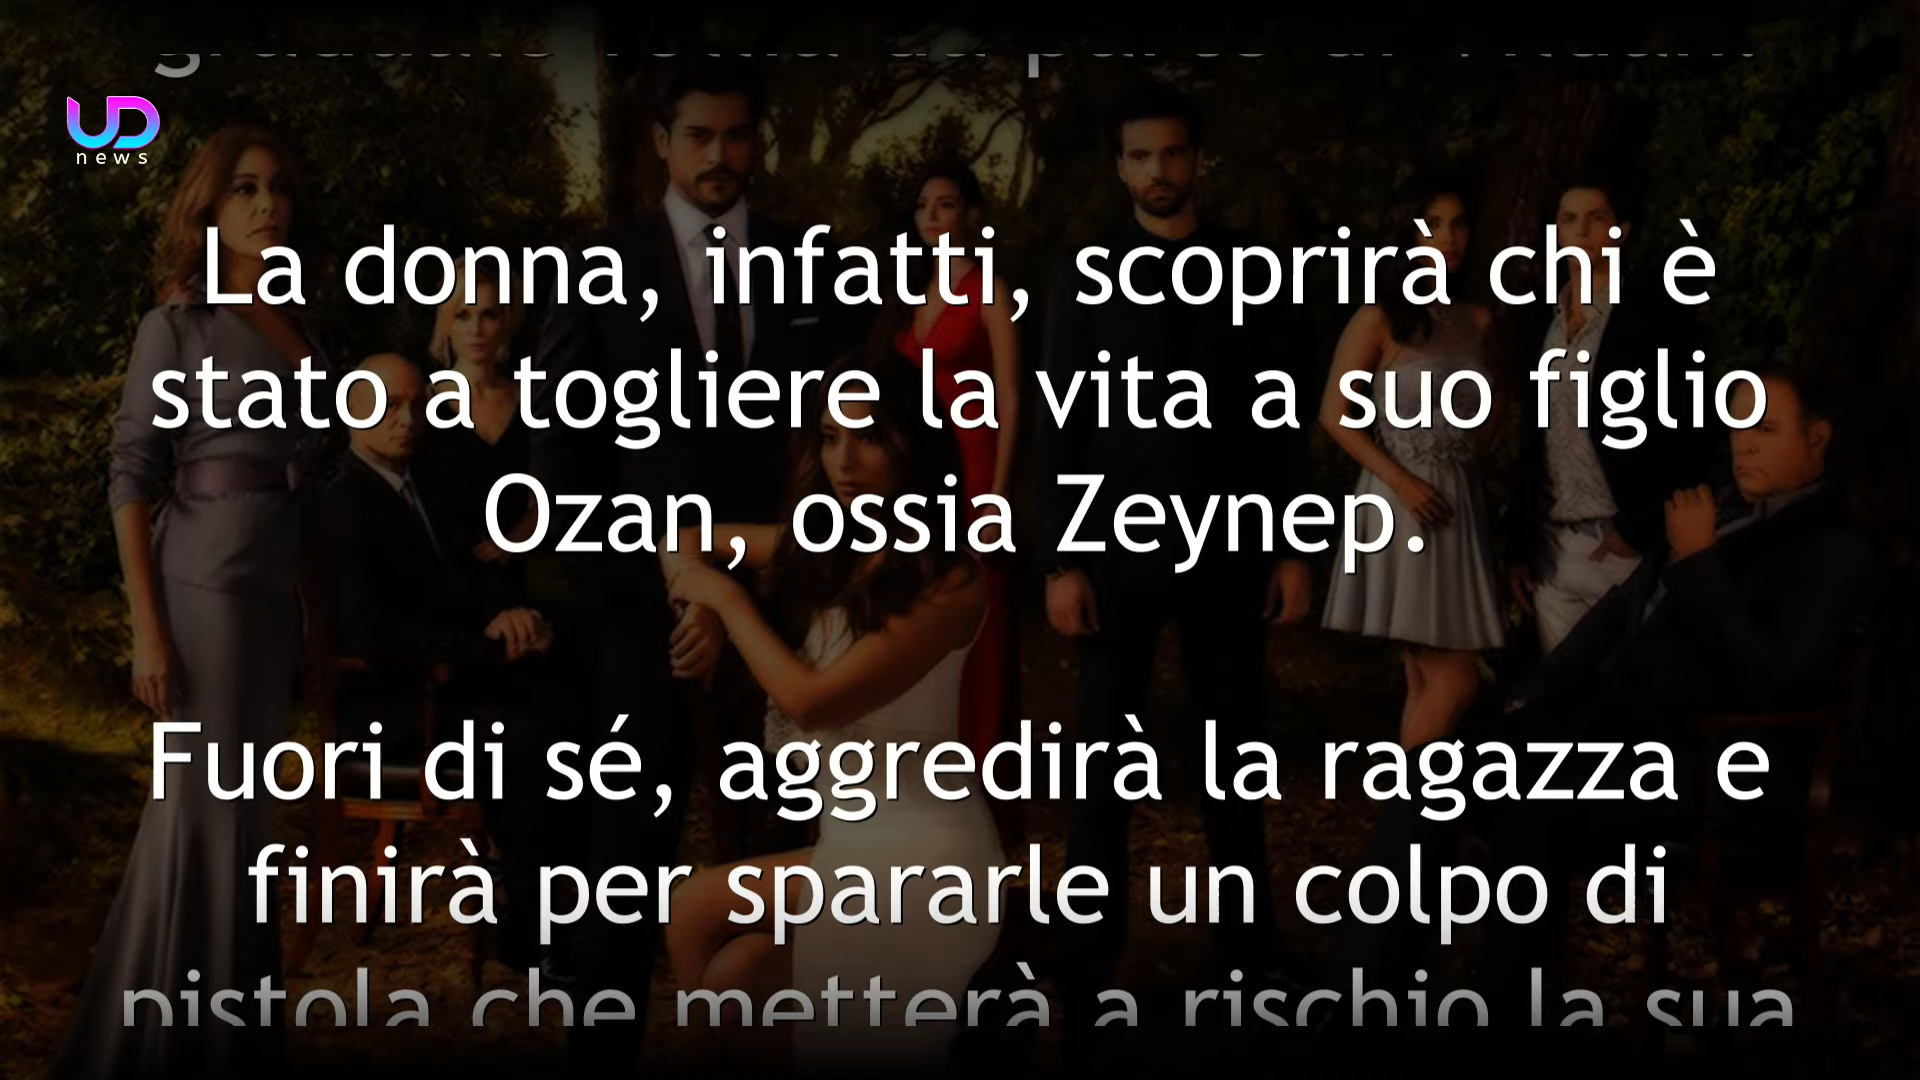 UD
news
La donna, infatti, scoprirà chi è
stato a togliere la vita a suo figlio
Ozan, ossia Zeynep.
Fuori di sé, aggredirà la ragazza e
finirà per spararle un colpo di
pistola che metterà a rischio la sua